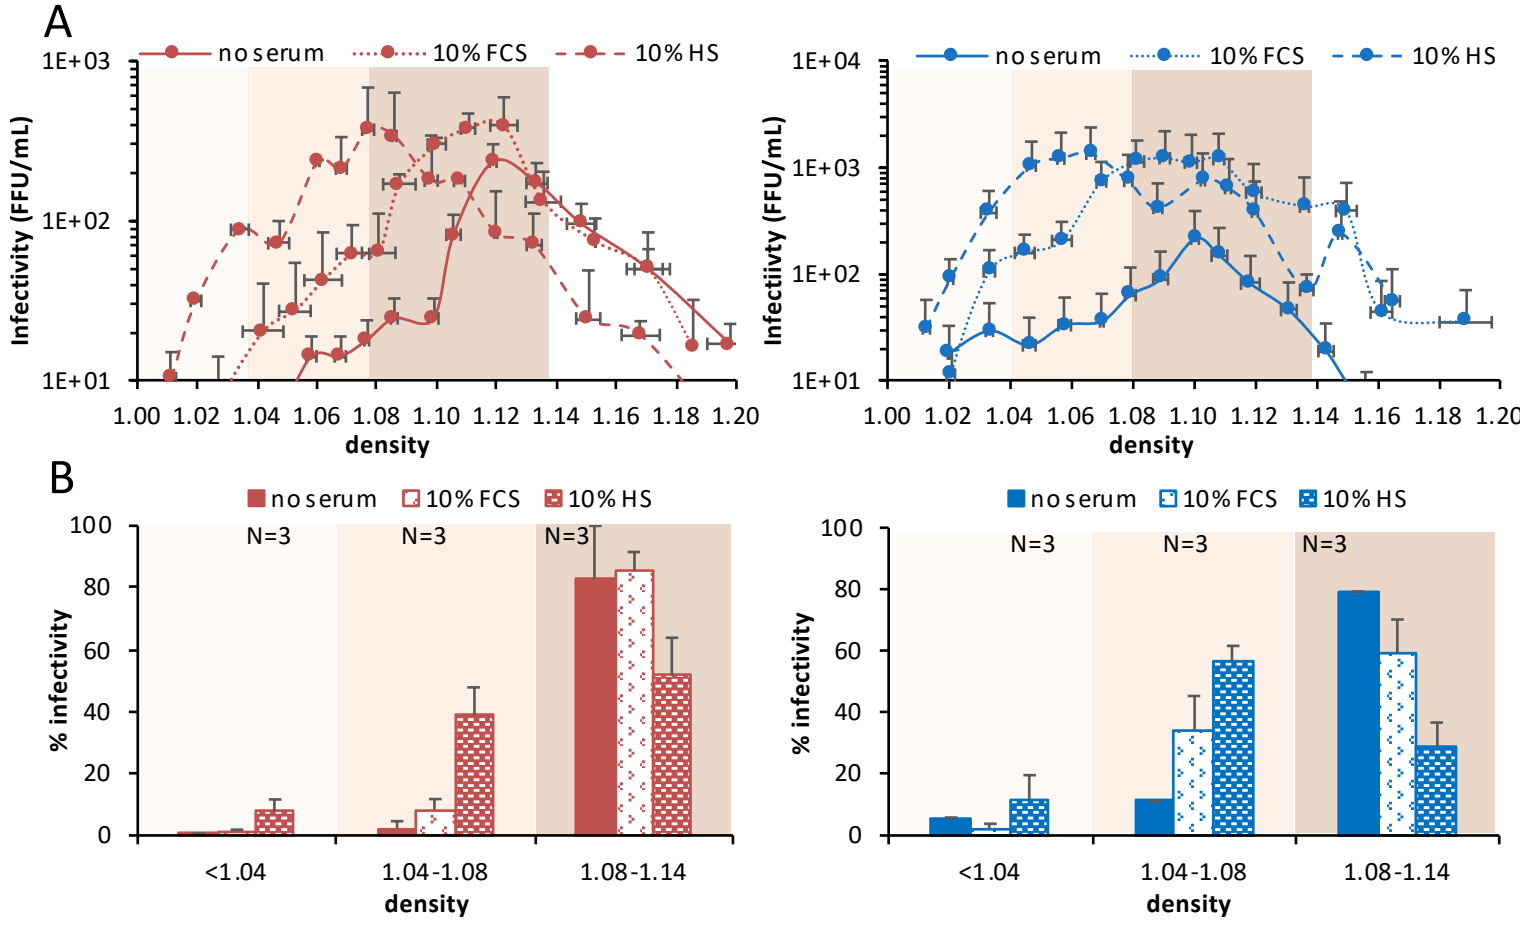 A
no serum 10% FCS 10% HS
no serum 10% FCS 10% HS
Infectivity (FFU/mL)
1E+03
1E+02
1E+01
1.00 1.02 1.04 1.06 1.08 1.10 1.12 1.14 1.16 1.18 1.20
density
Infectiivty (FFU/mL)
1E+04
1E+03
1E+02
1E+01
1.00 1.02 1.04 1.06 1.08 1.10 1.12 1.14 1.16 1.18 1.20
density
B
no serum 10% FCS 10% HS
no serum 10% FCS 10% HS
% infectivity
100
80
60
40
20
0
N=3 N=3 N=3
<1.04 1.04-1.08 1.08-1.14
density
% infectivity
100
80
60
40
20
0
N=3 N=3 N=3
<1.04 1.04-1.08 1.08-1.14
density